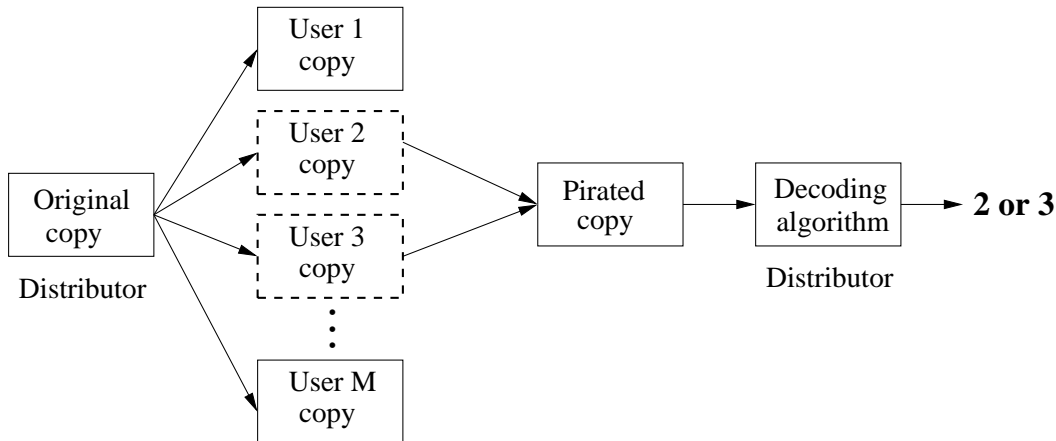 User 1
copy
User 2
copy
User 3
copy
User M
copy
Original
copy
Distributor
Pirated
copy
Decoding
algorithm
Distributor
2 or 3